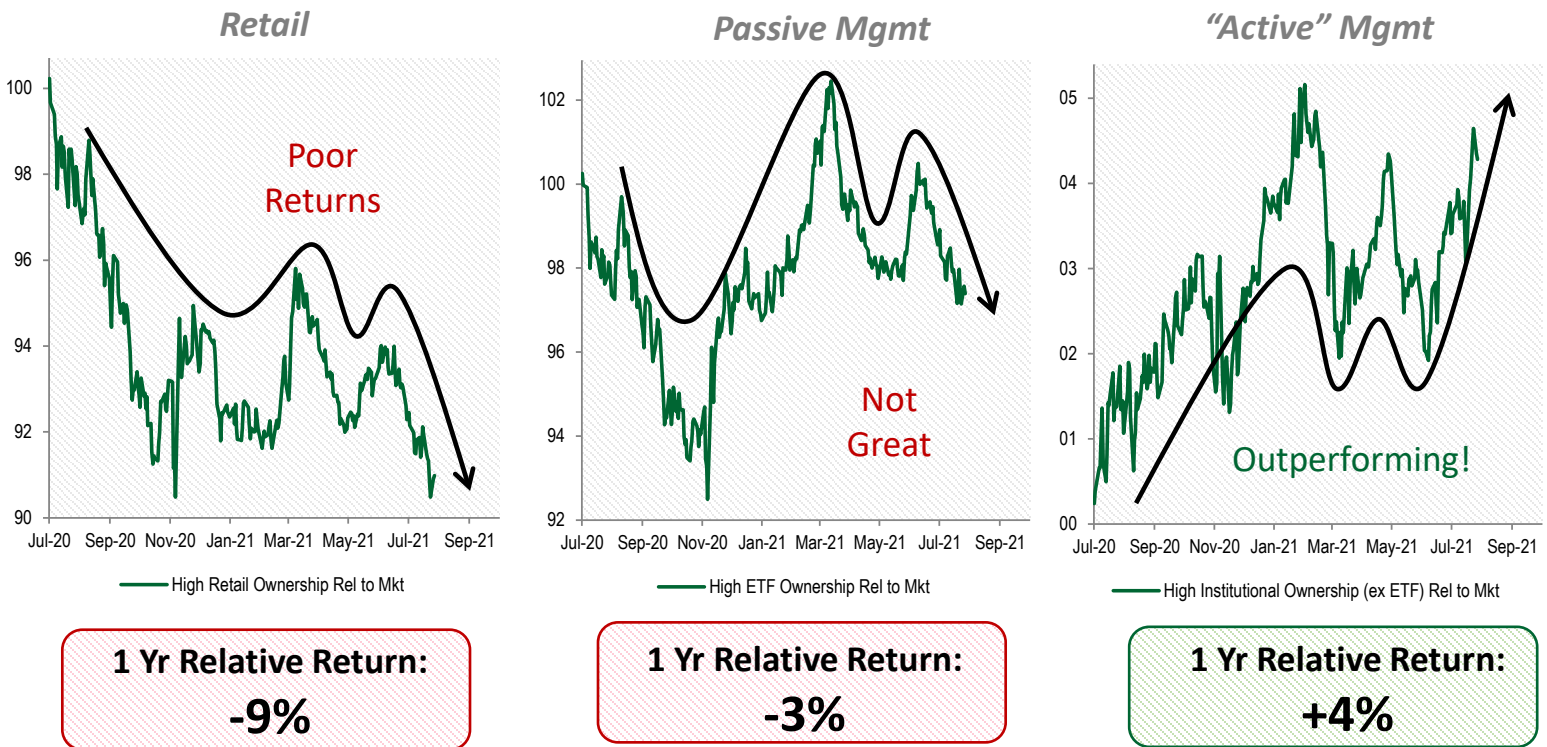 Retail
100
98
96
94
92
90
Poor
Returns
Jul-20 Sep-20 Nov-20 Jan-21 Mar-21 May-21 Jul-21 Sep-21
High Retail Ownership Rel to Mkt
1 Yr Relative Return:
-9%
Passive Mgmt
102
100
98
96
94
92
Not
Great
Jul-20 Sep-20 Nov-20 Jan-21 Mar-21 May-21 Jul-21 Sep-21
High ETF Ownership Rel to Mkt
1 Yr Relative Return:
-3%
“Active” Mgmt
05
04
03
02
01
00
Outperforming!
Jul-20 Sep-20 Nov-20 Jan-21 Mar-21 May-21 Jul-21 Sep-21
High Institutional Ownership (ex ETF) Rel to Mkt
1 Yr Relative Return:
+4%